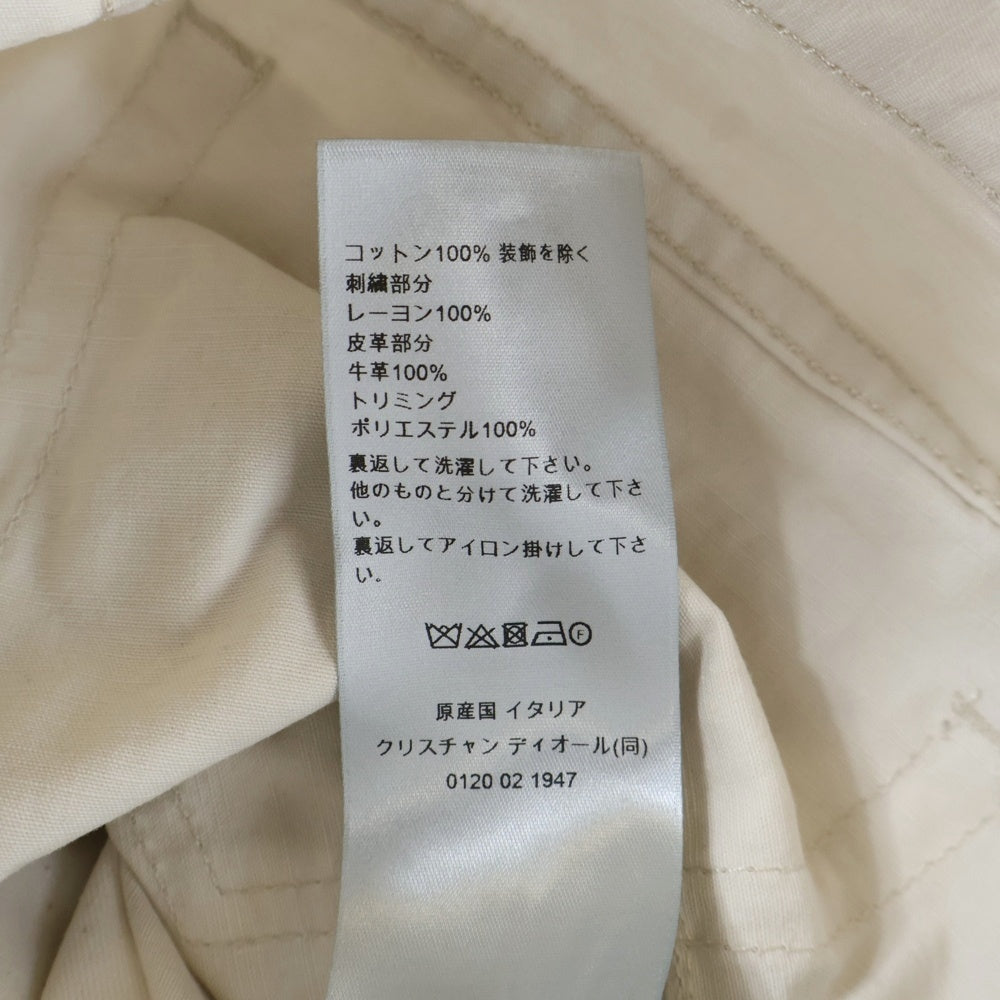 コットン100% 装飾を除く
刺繍部分
レーヨン100%
皮革部分
牛革100%
トリミング
ポリエステル100%
裏返して洗濯して下さい。
他のものと分けて洗濯して下さ
い。
裏返してアイロン掛けして下さ
い.
F
原産国 イタリア
クリスチャン ディオール(同)
0120 02 1947